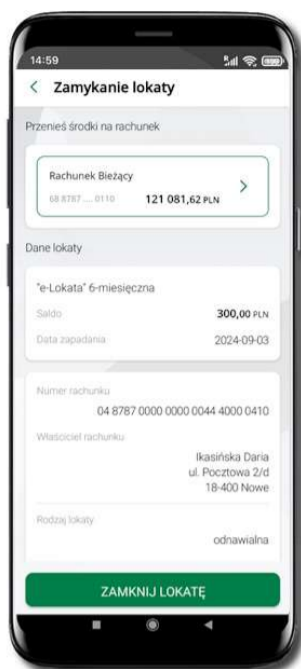 14:59
Zamykanie lokaty
Przenieś środki na rachunek
Rachunek Bieżący
68 8787 .... 0110 121 081,62 PLN
Dane lokaty
"e-Lokata" 6-miesięczna
Saldo 300,00 PLN
Data zapadania 2024-09-03
Numer rachunku
04 8787 0000 0000 0044 4000 0410
Właściciel rachunku
Ikasińska Daria
ul. Pocztowa 2/d
18-400 Nowe
Rodzaj lokaty
odnawialna
ZAMKNIJ LOKATĘ